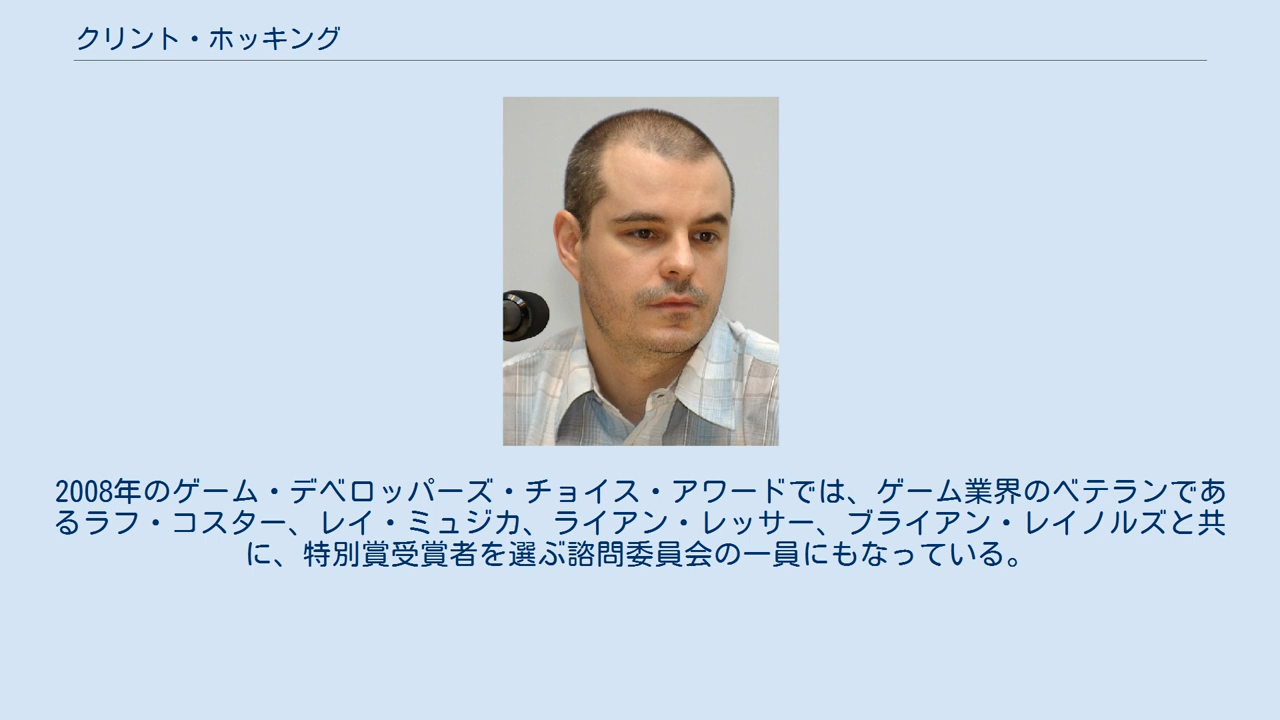 クリント・ホッキング
2008年のゲーム・デベロッパーズ・チョイス・アワードでは、ゲーム業界のベテランであ
るラフ・コスター、レイ・ミュジカ、ライアン・レッサー、ブライアン・レイノルズと共
に、特別賞受賞者を選ぶ諮問委員会の一員にもなっている。